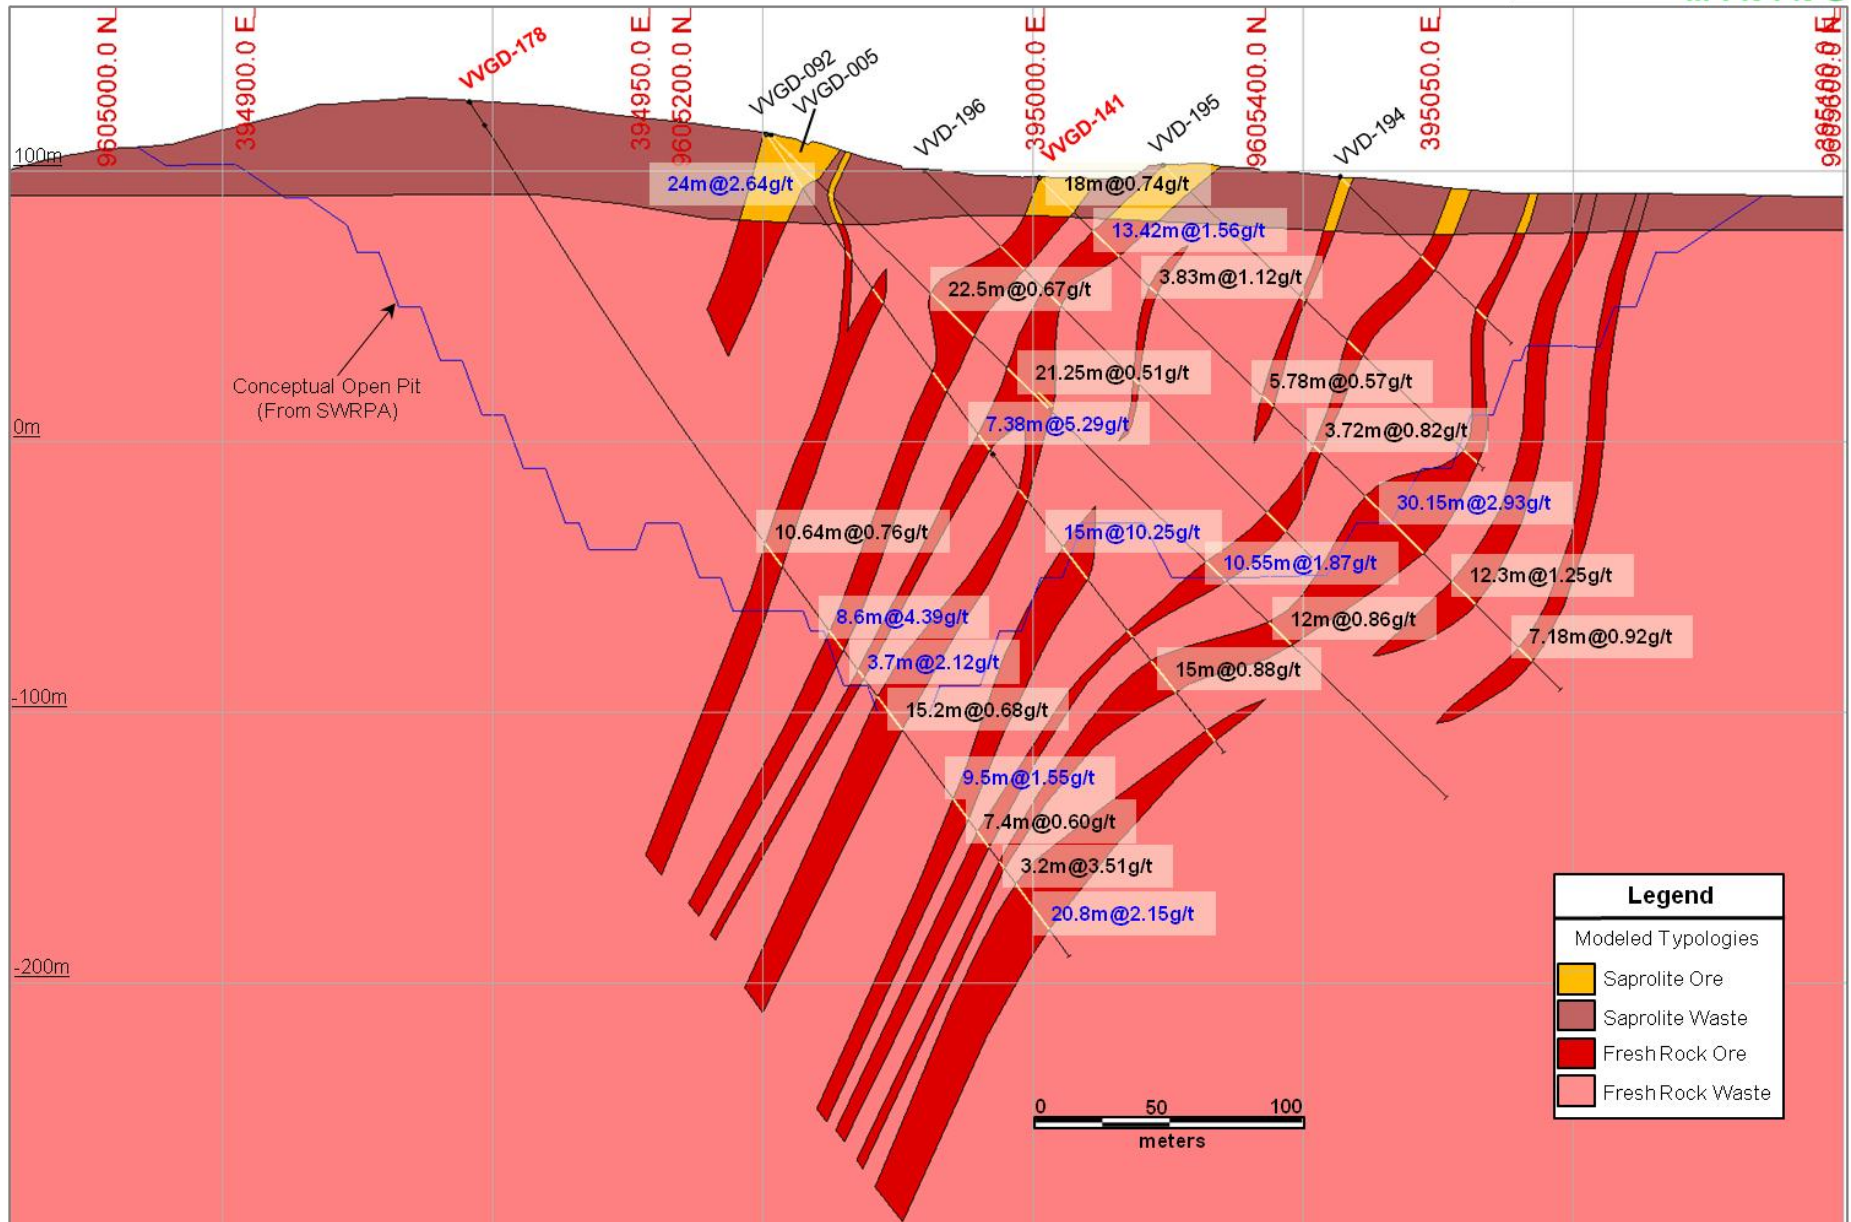 9605000.0 N
394900.0 E
VVGD-178
394950.0 E
9605200.0 N
VVGD-092
VVGD-005
VVD-196
395000.0 E
VVGD-141
VVD-195
9605400.0 N
VVD-194
395050.0 E
100m
24m@2.64g/t
18m@0.74g/t
13.42m@1.56g/t
3.83m@1.12g/t
22.5m@0.67g/t
Conceptual Open Pit
(From SWRPA)
21.25m@0.51g/t
5.78m@0.57g/t
0m
7.38m@5.29g/t
3.72m@0.82g/t
30.15m@2.93g/t
10.64m@0.76g/t
15m@10.25g/t
10.55m@1.87g/t
12.3m@1.25g/t
8.6m@4.39g/t
12m@0.86g/t
7.18m@0.92g/t
3.7m@2.12g/t
15m@0.88g/t
-100m
15.2m@0.68g/t
9.5m@1.55g/t
7.4m@0.60g/t
3.2m@3.51g/t
20.8m@2.15g/t
-200m
0 50 100
meters
Legend
Modeled Typologies
Saprolite Ore
Saprolite Waste
Fresh Rock Ore
Fresh Rock Waste